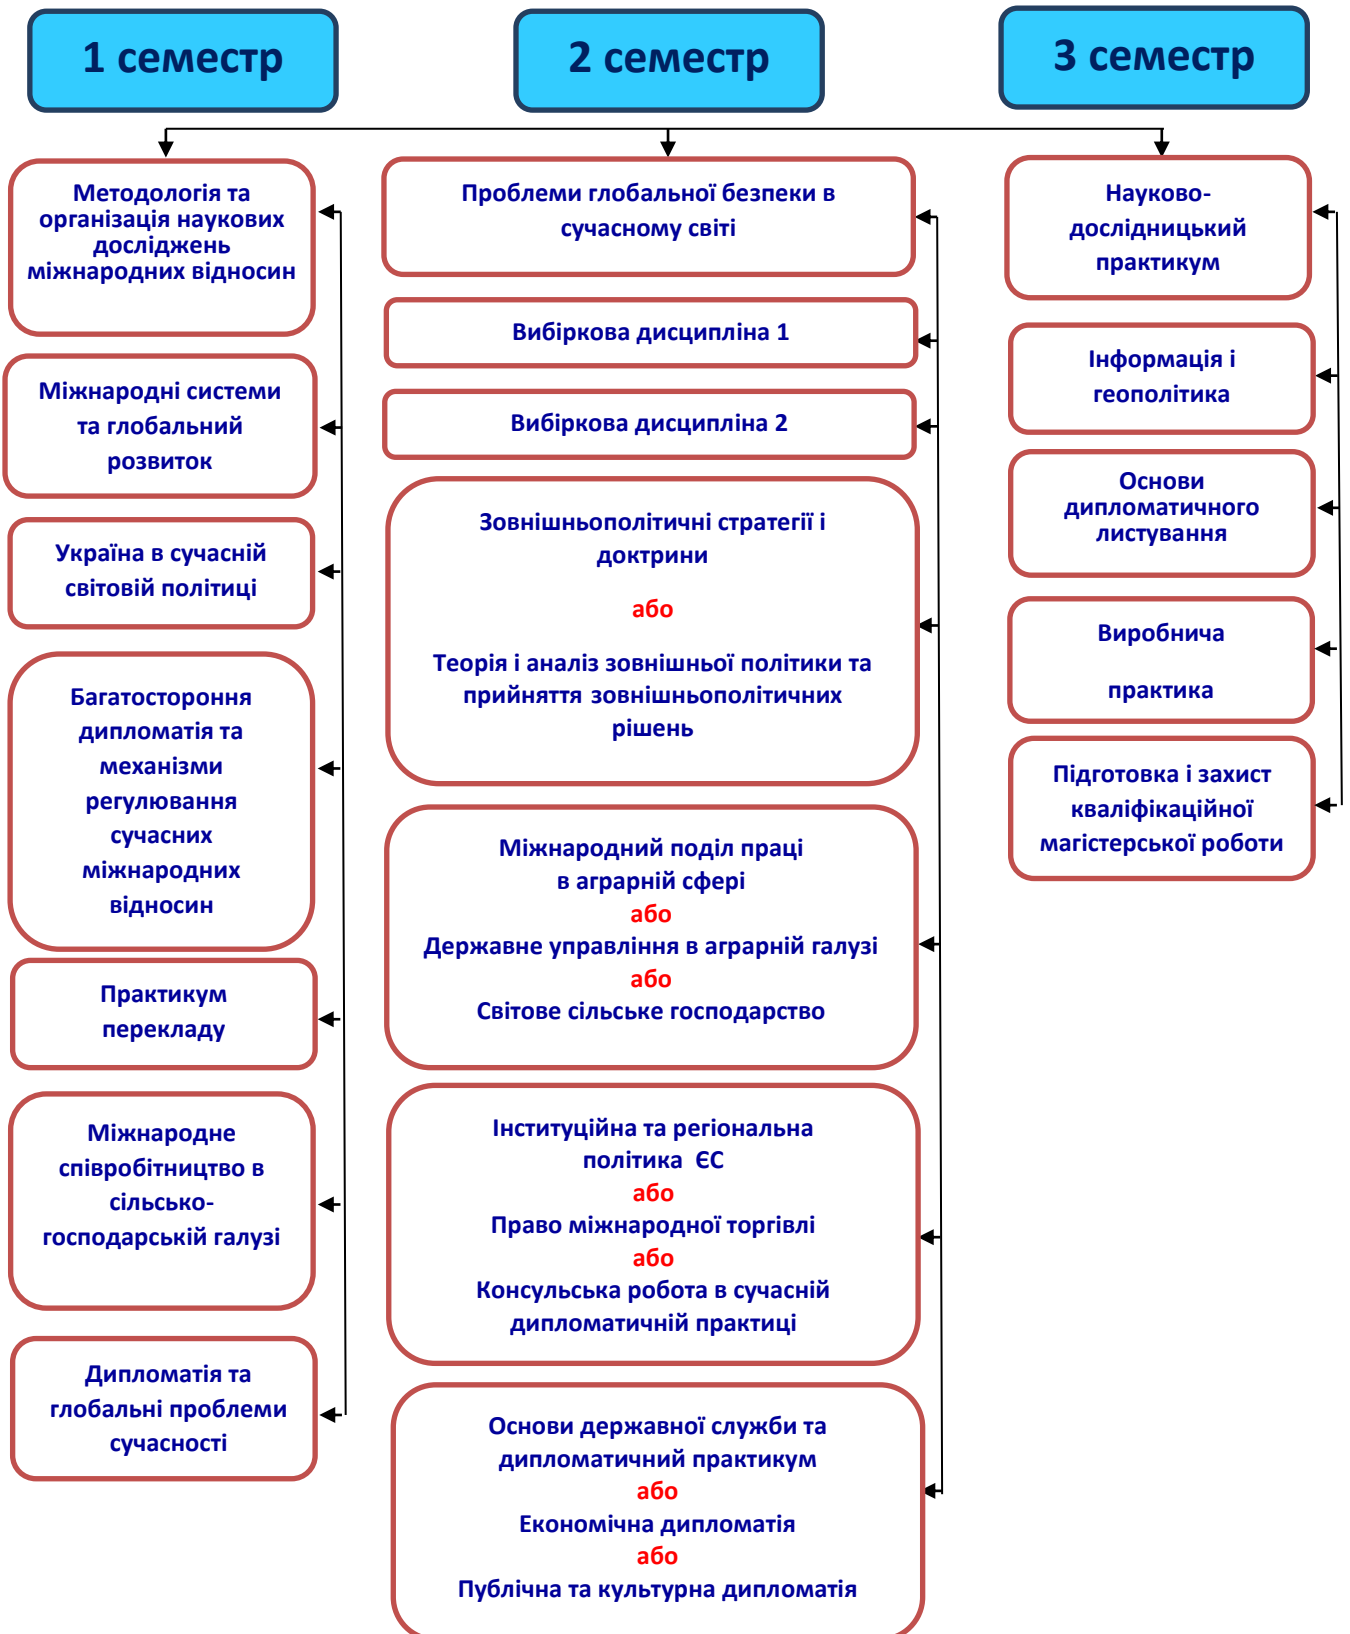 1 семестр
2 семестр
3 семестр
Методологія та
організація наукових
досліджень
міжнародних відносин
Міжнародні системи
та глобальний
розвиток
Україна в сучасній
світовій політиці
Багатостороння
дипломатія та
механізми
регулювання
сучасних
міжнародних
відносин
Практикум
перекладу
Міжнародне
співробітництво в
сільсько-
господарській галузі
Дипломатія та
глобальні проблеми
сучасності
Проблеми глобальної безпеки в
сучасному світі
Вибіркова дисципліна 1
Вибіркова дисципліна 2
Зовнішньополітичні стратегії і
доктрини
або
Теорія і аналіз зовнішньої політики та
прийняття зовнішньополітичних
рішень
Міжнародний поділ праці
в аграрній сфері
або
Державне управління в аграрній галузі
або
Світове сільське господарство
Інституційна та регіональна
політика ЄС
або
Право міжнародної торгівлі
або
Консульська робота в сучасній
дипломатичній практиці
Основи державної служби та
дипломатичний практикум
або
Економічна дипломатія
або
Публічна та культурна дипломатія
Науково-
дослідницький
практикум
Інформація і
геополітика
Основи
дипломатичного
листування
Виробнича
практика
Підготовка і захист
кваліфікаційної
магістерської роботи